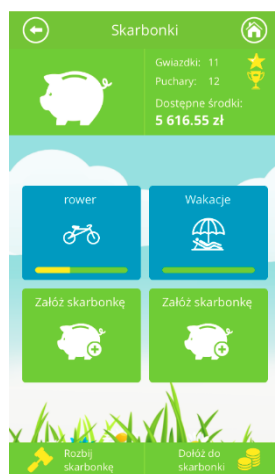 Skarbonki
Gwiazdki: 11
Puchary: 12
Dostępne środki:
5 616.55 zł
rower
Wakacje
Załóż skarbonkę
Załóż skarbonkę
Rozbij
skarbonkę
Dołóż do
skarbonki